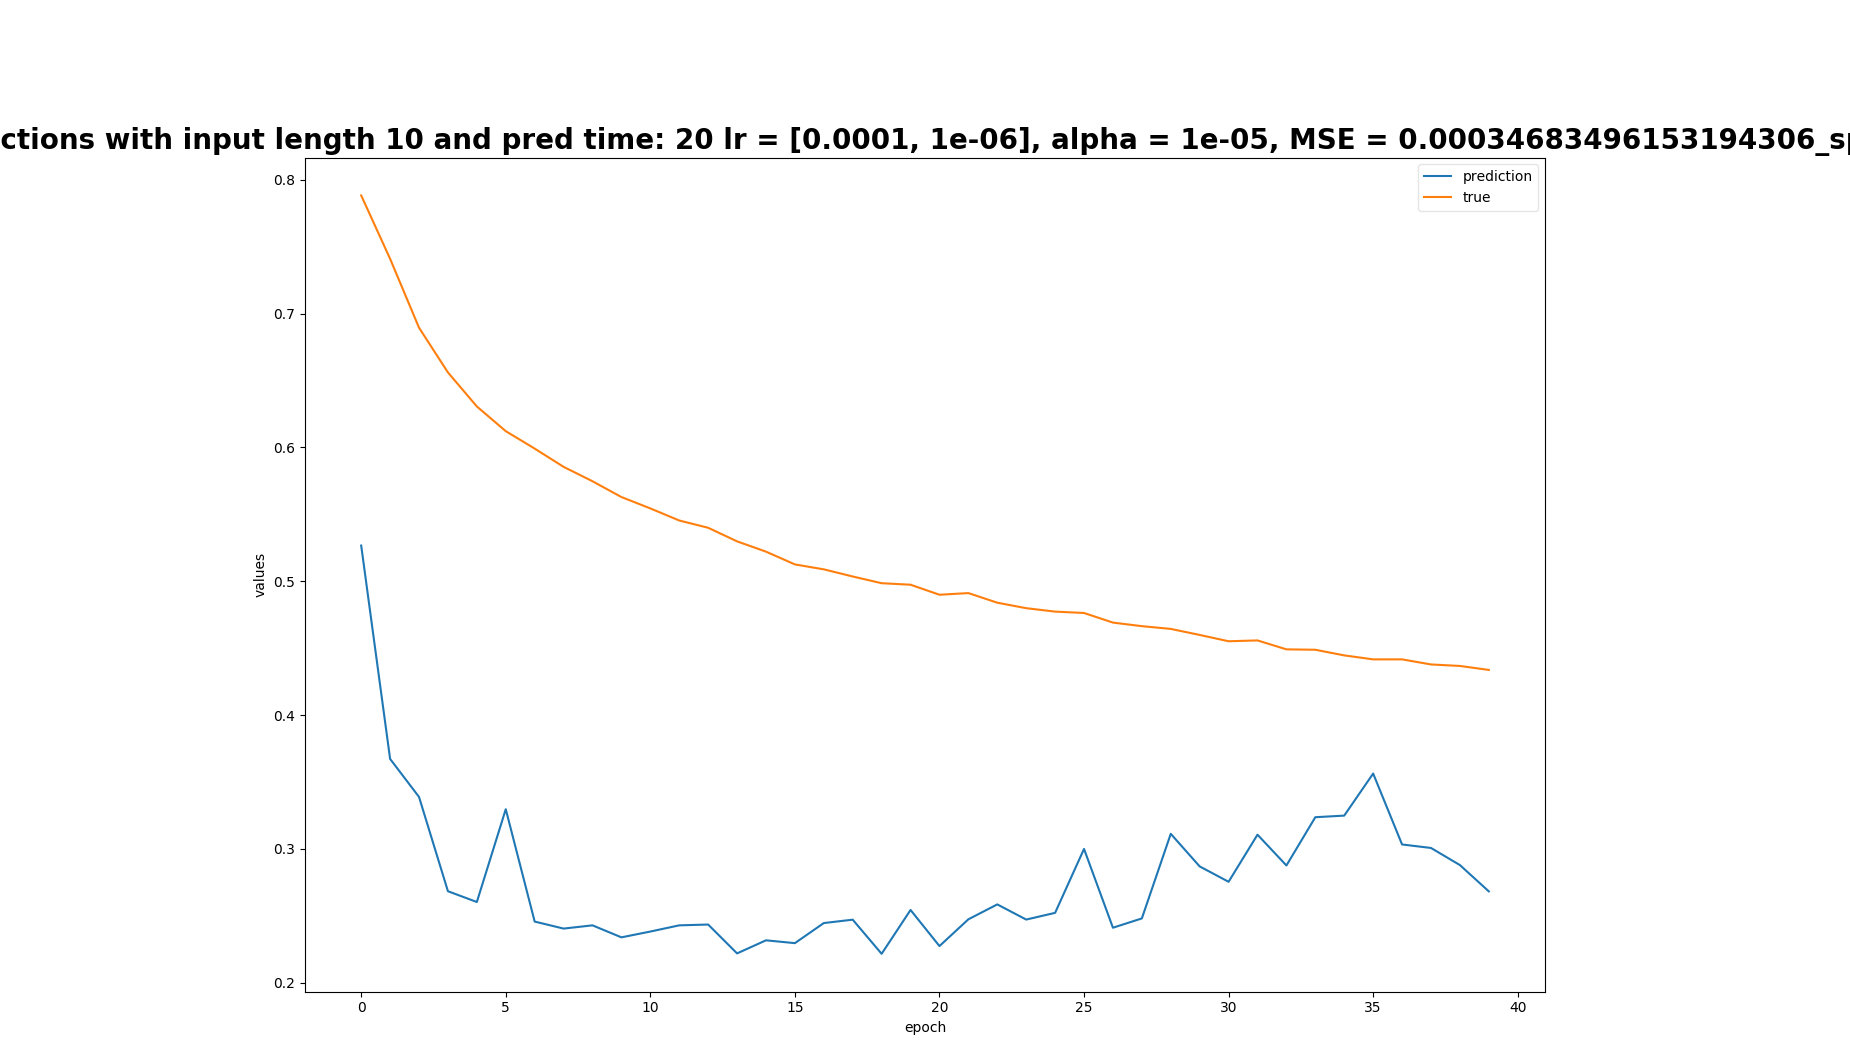 ctions with input length 10 and pred time: 20 lr = [0.0001, 1e-06], alpha = 1e-05, MSE = 0.00034683496153194306_sp
prediction
true
0.8
0.7
0.6
0.5
0.4
0.3
0.2
values
0 5 10 15 20 25 30 35 40
epoch